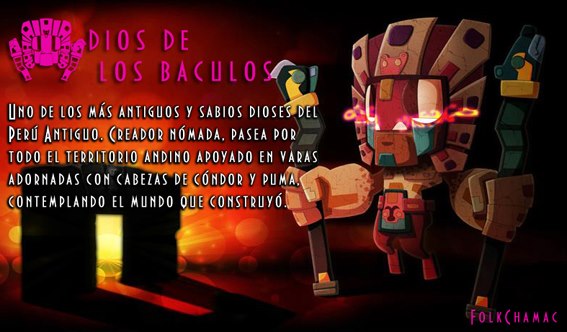 DIOS DE
LOS BACULOS
UNO DE LOS MÁS ANTIGUOS Y SABIOS DIOSES DEL
PERÚ ANTIGUO. CREADOR NÓMADA, PASEA POR
TODO EL TERRITORIO ANDINO APOYADO EN VARAS
ADORNADAS CON CABEZAS DE CÓNDOR Y PUMA,
CONTEMPLANDO EL MUNDO QUE CONSTRUYÓ.
FOLKCHAMAC